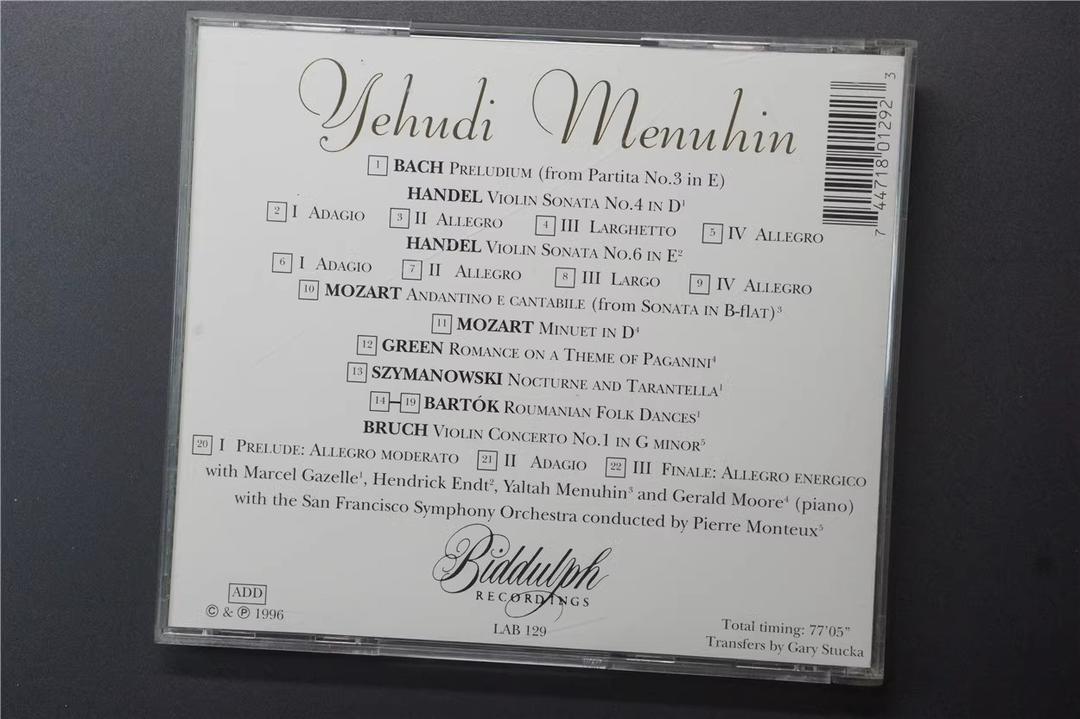 Yehudi Menuhin
1 BACH PRELUDIUM (from Partita No.3 in E)
HANDEL VIOLIN SONATA NO.4 IN D¹
2 I ADAGIO 3 II ALLEGRO 4 III LARGHETTO 5 IV ALLEGRO
HANDEL VIOLIN SONATA NO.6 IN E²
6 I ADAGIO 7 II ALLEGRO 8 III LARGO 9 IV ALLEGRO
10 MOZART ANDANTINO E CANTABILE (from SONATA IN B-flAT)³
11 MOZART MINUET IN D⁴
12 GREEN ROMANCE ON A THEME OF PAGANINI⁴
13 SZYMANOWSKI NOCTURNE AND TARANTELLA¹
14–19 BARTÓK ROUMANIAN FOLK DANCES¹
BRUCH VIOLIN CONCERTO NO.1 IN G MINOR⁵
20 I PRELUDE: ALLEGRO MODERATO 21 II ADAGIO 22 III FINALE: ALLEGRO ENERGICO
with Marcel Gazelle¹, Hendrick Endt², Yaltah Menuhin³ and Gerald Moore⁴ (piano)
with the San Francisco Symphony Orchestra conducted by Pierre Monteux⁵
Biddulph
RECORDINGS
ADD
© & ℗ 1996
LAB 129
Total timing: 77'05"
Transfers by Gary Stucka
7 44718 01292 3